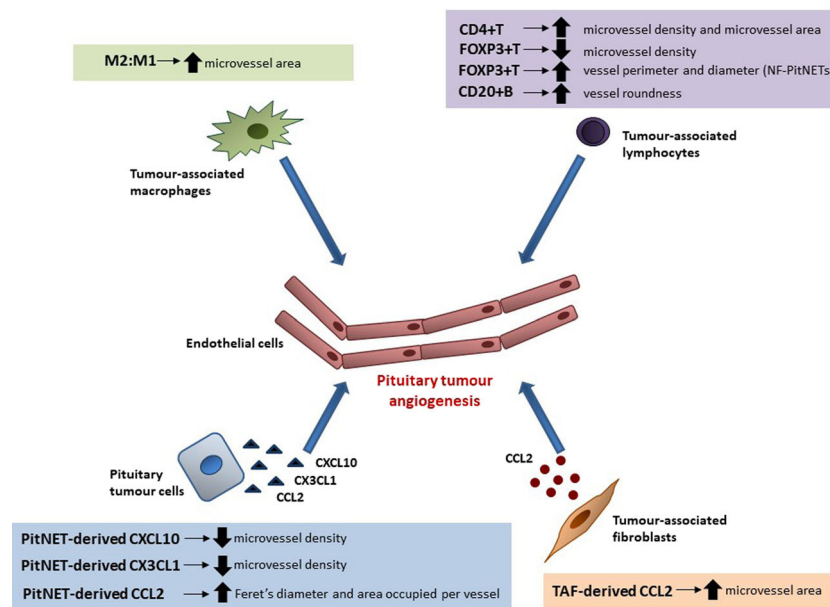 M2:M1 microvessel area
CD4+T microvessel density and microvessel area
FOXP3+T microvessel density
FOXP3+T vessel perimeter and diameter (NF-PitNETs
CD20+B vessel roundness
Tumour-associated
macrophages
Tumour-associated
lymphocytes
Endothelial cells
Pituitary tumour
angiogenesis
Pituitary
tumour cells
CXCL10
CX3CL1
CCL2
CCL2
Tumour-associated
fibroblasts
PitNET-derived CXCL10 microvessel density
PitNET-derived CX3CL1 microvessel density
PitNET-derived CCL2 Feret's diameter and area occupied per vessel
TAF-derived CCL2 microvessel area